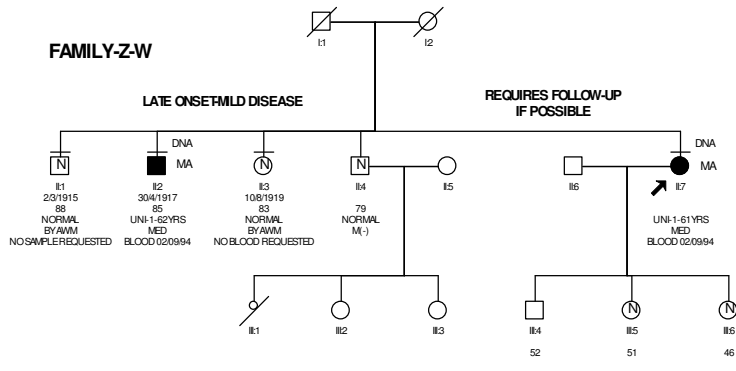 I:1
I:2
FAMILY-Z-W
LATE ONSET-MILD DISEASE
REQUIRES FOLLOW-UP
IF POSSIBLE
DNA
DNA
N
MA
N
N
MA
II:1
2/3/1915
88
NORMAL
BY AWM
NO SAMPLE REQUESTED
II:2
30/4/1917
85
UNI-1-62YRS
MED
BLOOD 02/09/94
II:3
10/8/1919
83
NORMAL
BY AWM
NO BLOOD REQUESTED
II:4
79
NORMAL
M(-)
II:5
II:6
II:7
UNI-1-61YRS
MED
BLOOD 02/09/94
N
N
III:1
III:2
III:3
III:4
III:5
III:6
52
51
46